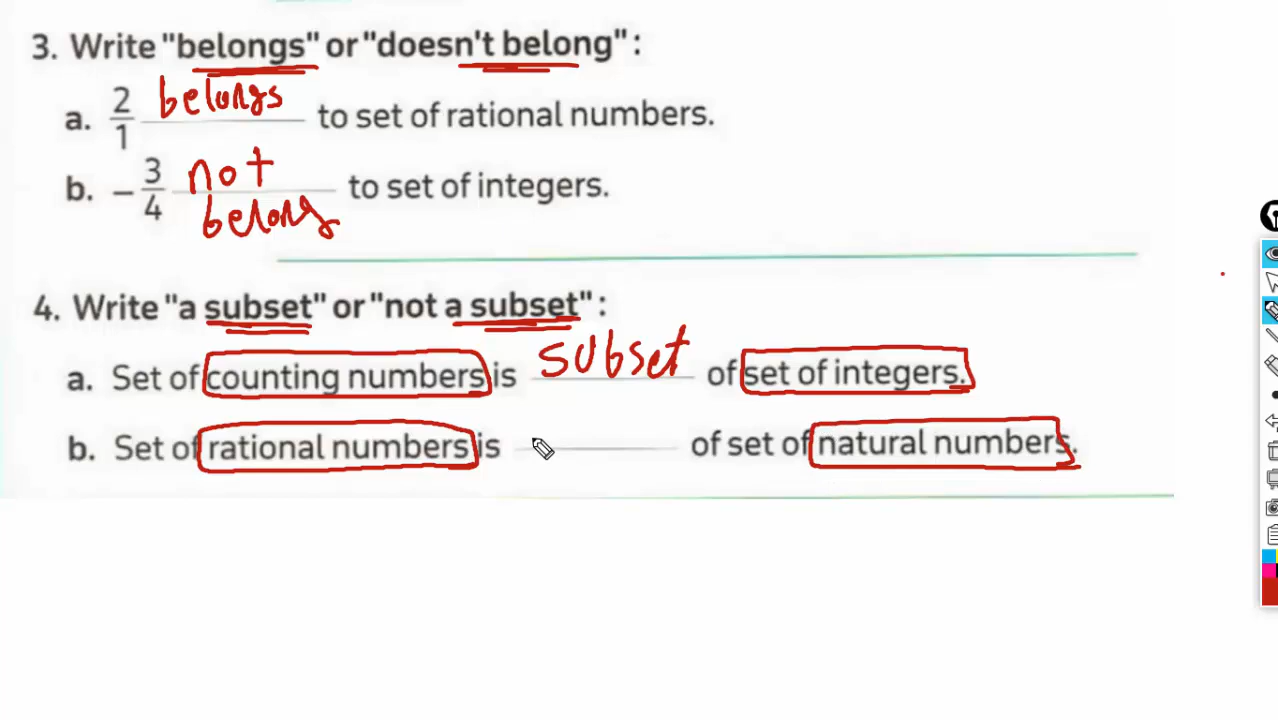 3. Write "belongs" or "doesn't belong":
a. 2/1 belongs to set of rational numbers.
b. - 3/4 not belong to set of integers.
4. Write "a subset" or "not a subset":
a. Set of counting numbers is subset of set of integers.
b. Set of rational numbers is ______ of set of natural numbers.